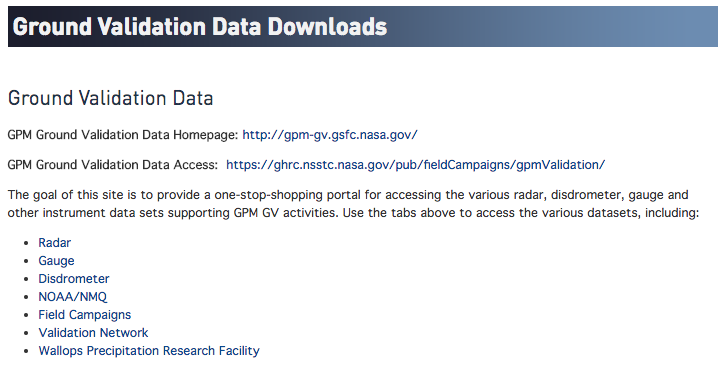 Ground Validation Data Downloads
Ground Validation Data
GPM Ground Validation Data Homepage: http://gpm-gv.gsfc.nasa.gov/
GPM Ground Validation Data Access: https://ghrc.nsstc.nasa.gov/pub/fieldCampaigns/gpmValidation/
The goal of this site is to provide a one-stop-shopping portal for accessing the various radar, disdrometer, gauge and
other instrument data sets supporting GPM GV activities. Use the tabs above to access the various datasets, including:
• Radar
• Gauge
• Disdrometer
• NOAA/NMQ
• Field Campaigns
• Validation Network
• Wallops Precipitation Research Facility